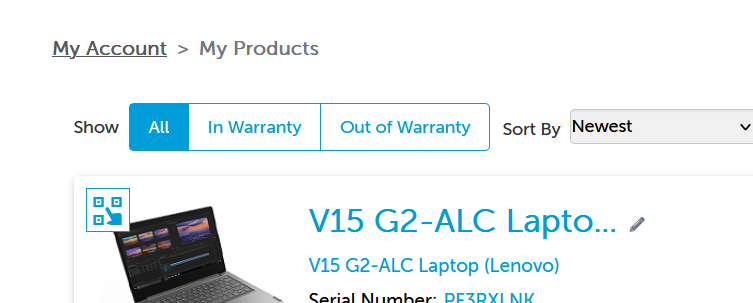 My Account > My Products
Show All In Warranty Out of Warranty Sort By Newest
V15 G2-ALC Lapto...
V15 G2-ALC Laptop (Lenovo)
Serial Number: PF3RXLNK